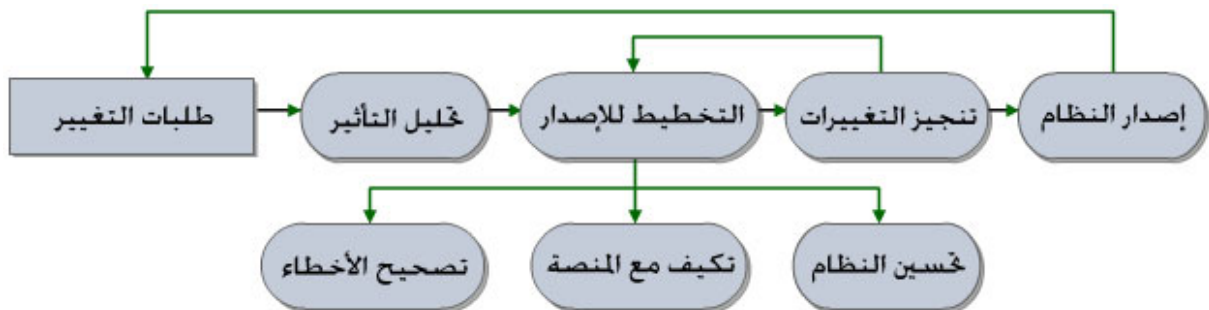 طلبات التغيير
تحليل التأثير
التخطيط للإصدار
تنجيز التغييرات
إصدار النظام
تصحيح الأخطاء
تكيف مع المنصة
تحسين النظام